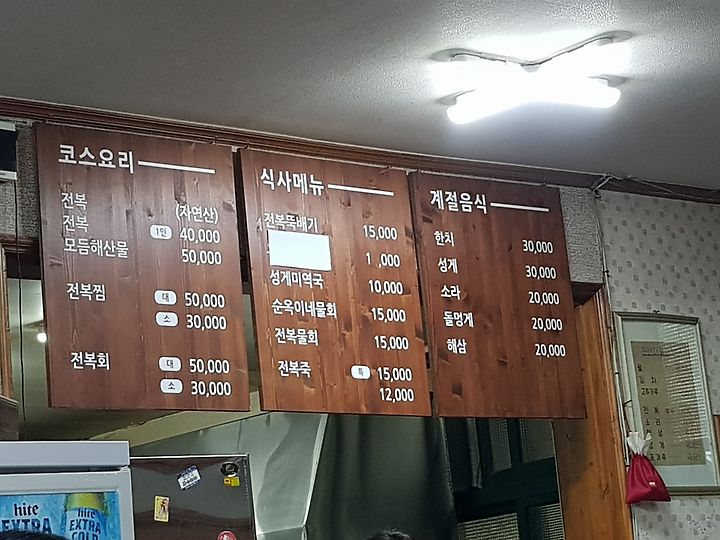 코스요리
전복 (자연산)
전복 1인 40,000
모듬해산물 50,000
전복찜 대 50,000
소 30,000
전복회 대 50,000
소 30,000
식사메뉴
전복뚝배기 15,000
1 ,000
성게미역국 10,000
순옥이네물회 15,000
전복물회 15,000
전복죽 특 15,000
12,000
계절음식
한치 30,000
성게 30,000
소라 20,000
돌멍게 20,000
해삼 20,000
hite
EXTRA
hite
EXTRA
COLD